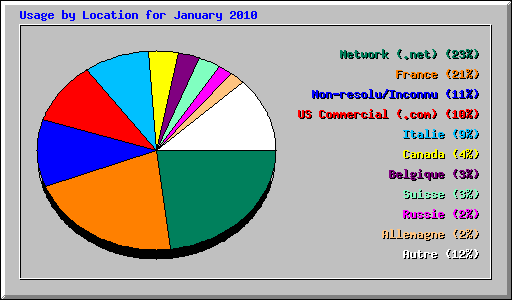 Usage by Location for January 2010
Network (.net) (23%)
France (21%)
Non-resolu/Inconnu (11%)
US Commercial (.com) (10%)
Italie (9%)
Canada (4%)
Belgique (3%)
Suisse (3%)
Russie (2%)
Allemagne (2%)
Autre (12%)